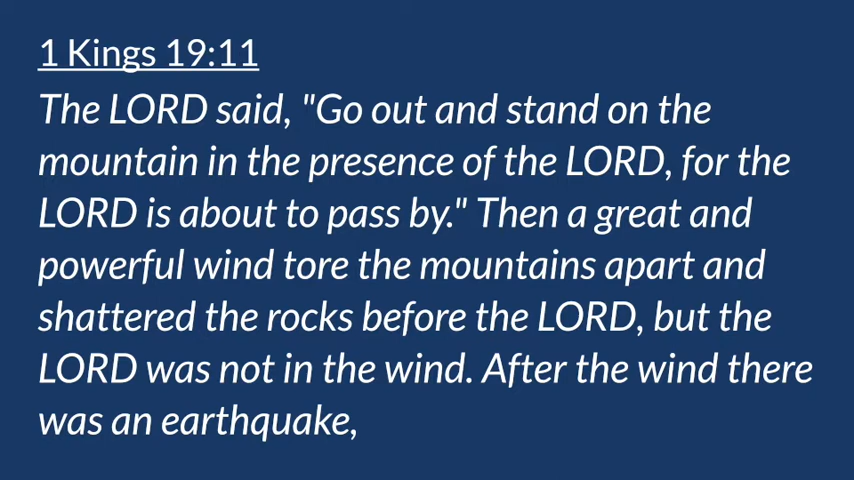 1 Kings 19:11
The LORD said, "Go out and stand on the
mountain in the presence of the LORD, for the
LORD is about to pass by." Then a great and
powerful wind tore the mountains apart and
shattered the rocks before the LORD, but the
LORD was not in the wind. After the wind there
was an earthquake,